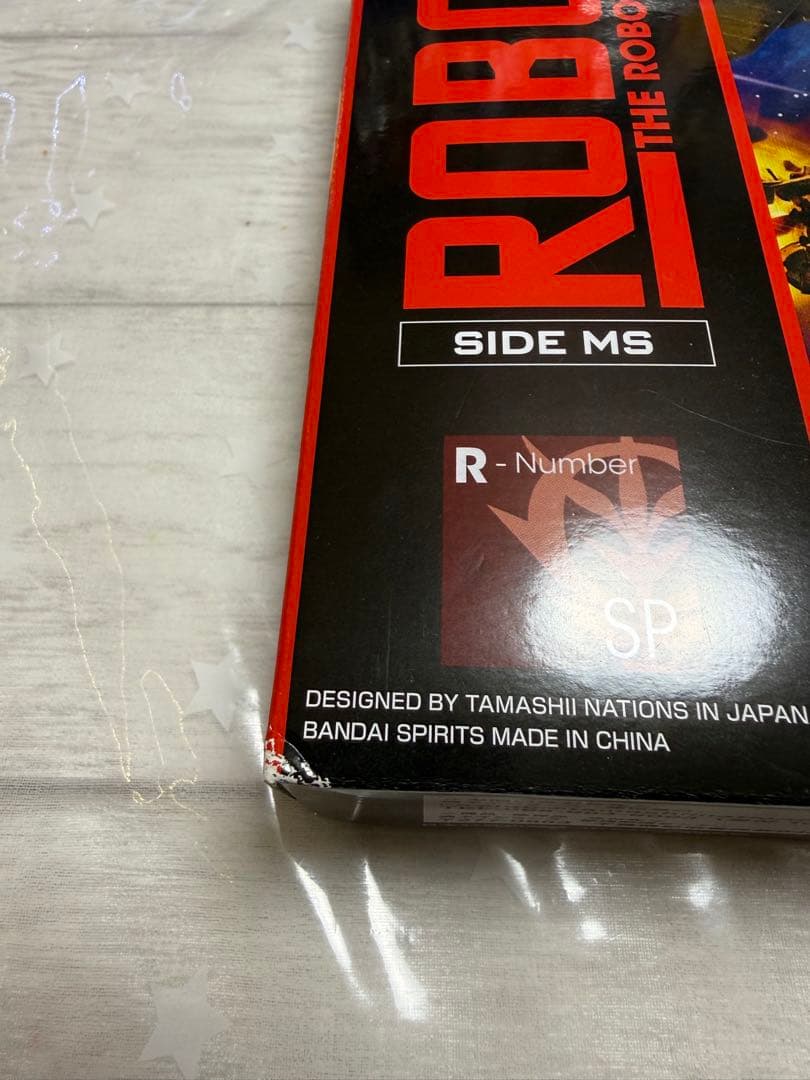 ROBO
THE ROBO
SIDE MS
R - Number
SP
DESIGNED BY TAMASHII NATIONS IN JAPAN
BANDAI SPIRITS MADE IN CHINA